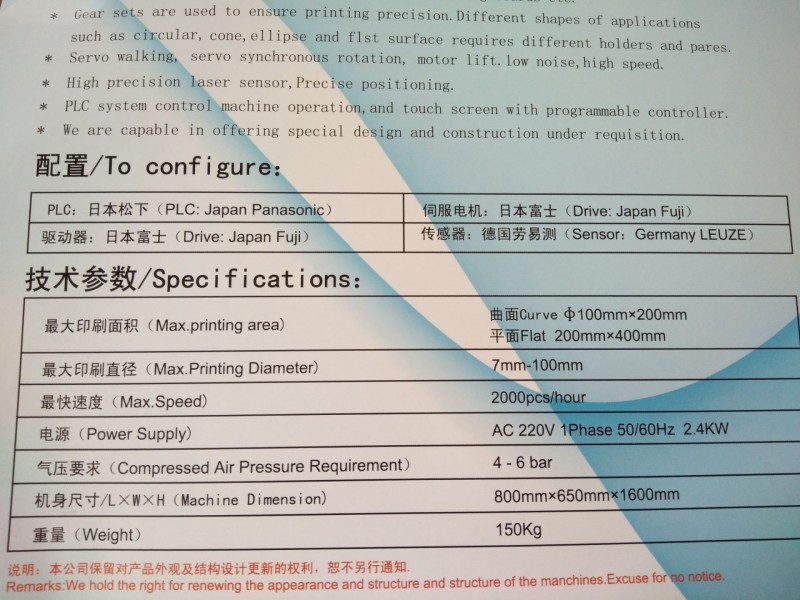 * Gear sets are used to ensure printing precision.Different shapes of applications
such as circular, cone,ellipse and flst surface requires different holders and pares.
* Servo walking, servo synchronous rotation, motor lift.low noise,high speed.
* High precision laser sensor,Precise positioning.
* PLC system control machine operation,and touch screen with programmable controller.
* We are capable in offering special design and construction under requisition.
配置/To configure:
PLC：日本松下（PLC: Japan Panasonic） 伺服电机：日本富士（Drive: Japan Fuji）
驱动器：日本富士（Drive: Japan Fuji） 传感器：德国劳易测（Sensor：Germany LEUZE）
技术参数/Specifications:
最大印刷面积（Max.printing area） 曲面Curve ф100mm×200mm
平面Flat 200mm×400mm
最大印刷直径（Max.Printing Diameter） 7mm-100mm
最快速度（Max.Speed） 2000pcs/hour
电源（Power Supply） AC 220V 1Phase 50/60Hz 2.4KW
气压要求（Compressed Air Pressure Requirement） 4 - 6 bar
机身尺寸/L×W×H（Machine Dimension） 800mm×650mm×1600mm
重量（Weight） 150Kg
说明：本公司保留对产品外观及结构设计更新的权利，恕不另行通知.
Remarks:We hold the right for renewing the appearance and structure and structure of the manchines.Excuse for no notice.